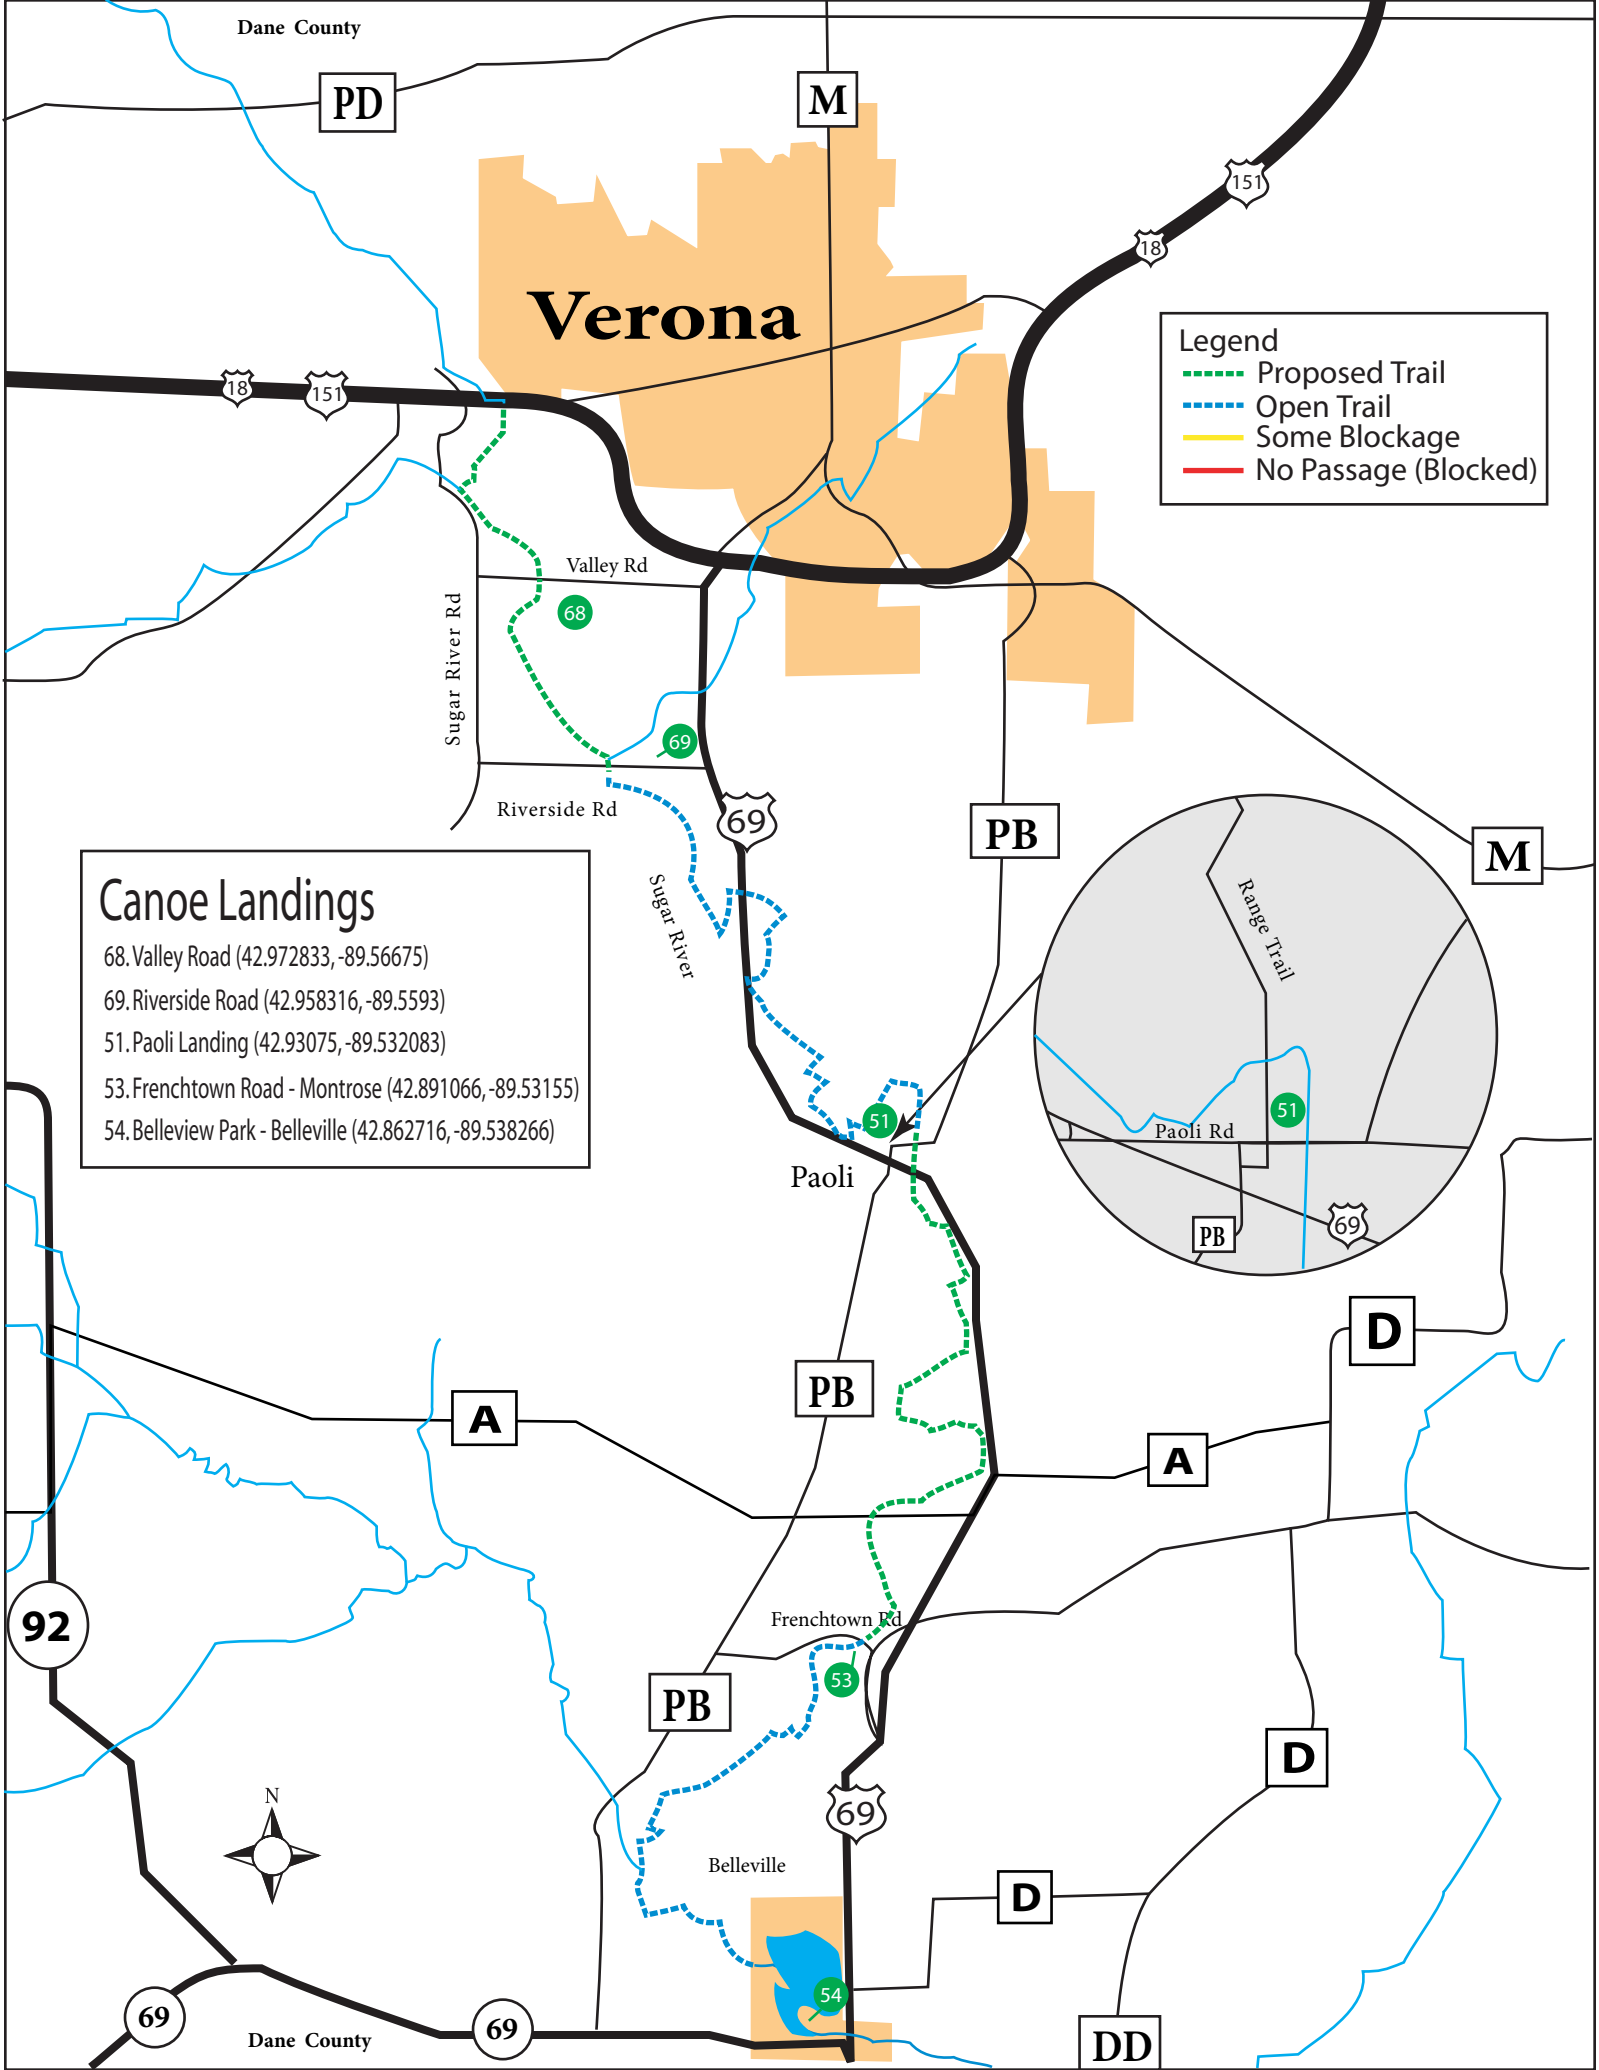 Dane County
PD
M
151
18
Verona
Legend
Proposed Trail
Open Trail
Some Blockage
No Passage (Blocked)
18
151
Valley Rd
68
Sugar River Rd
69
Riverside Rd
69
PB
M
Sugar River
Range Trail
Canoe Landings
68. Valley Road (42.972833, -89.56675)
69. Riverside Road (42.958316, -89.5593)
51. Paoli Landing (42.93075, -89.532083)
53. Frenchtown Road - Montrose (42.891066, -89.53155)
54. Belleview Park - Belleville (42.862716, -89.538266)
51
51
Paoli Rd
Paoli
PB
69
D
PB
A
A
92
Frenchtown Rd
53
PB
D
N
69
Belleville
D
54
69
69
Dane County
DD